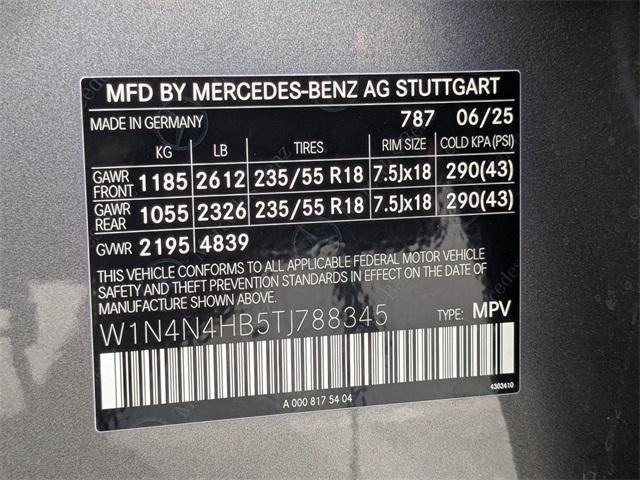 MFD BY MERCEDES-BENZ AG STUTTGART
MADE IN GERMANY 787 06/25
KG LB TIRES RIM SIZE COLD KPA(PSI)
GAWR FRONT 1185 2612 235/55 R18 7.5Jx18 290(43)
GAWR REAR 1055 2326 235/55 R18 7.5Jx18 290(43)
GVWR 2195 4839
THIS VEHICLE CONFORMS TO ALL APPLICABLE FEDERAL MOTOR VEHICLE
SAFETY AND THEFT PREVENTION STANDARDS IN EFFECT ON THE DATE OF
MANUFACTURE SHOWN ABOVE.
W1N4N4HB5TJ788345 TYPE: MPV
4303410
A 000 817 54 04